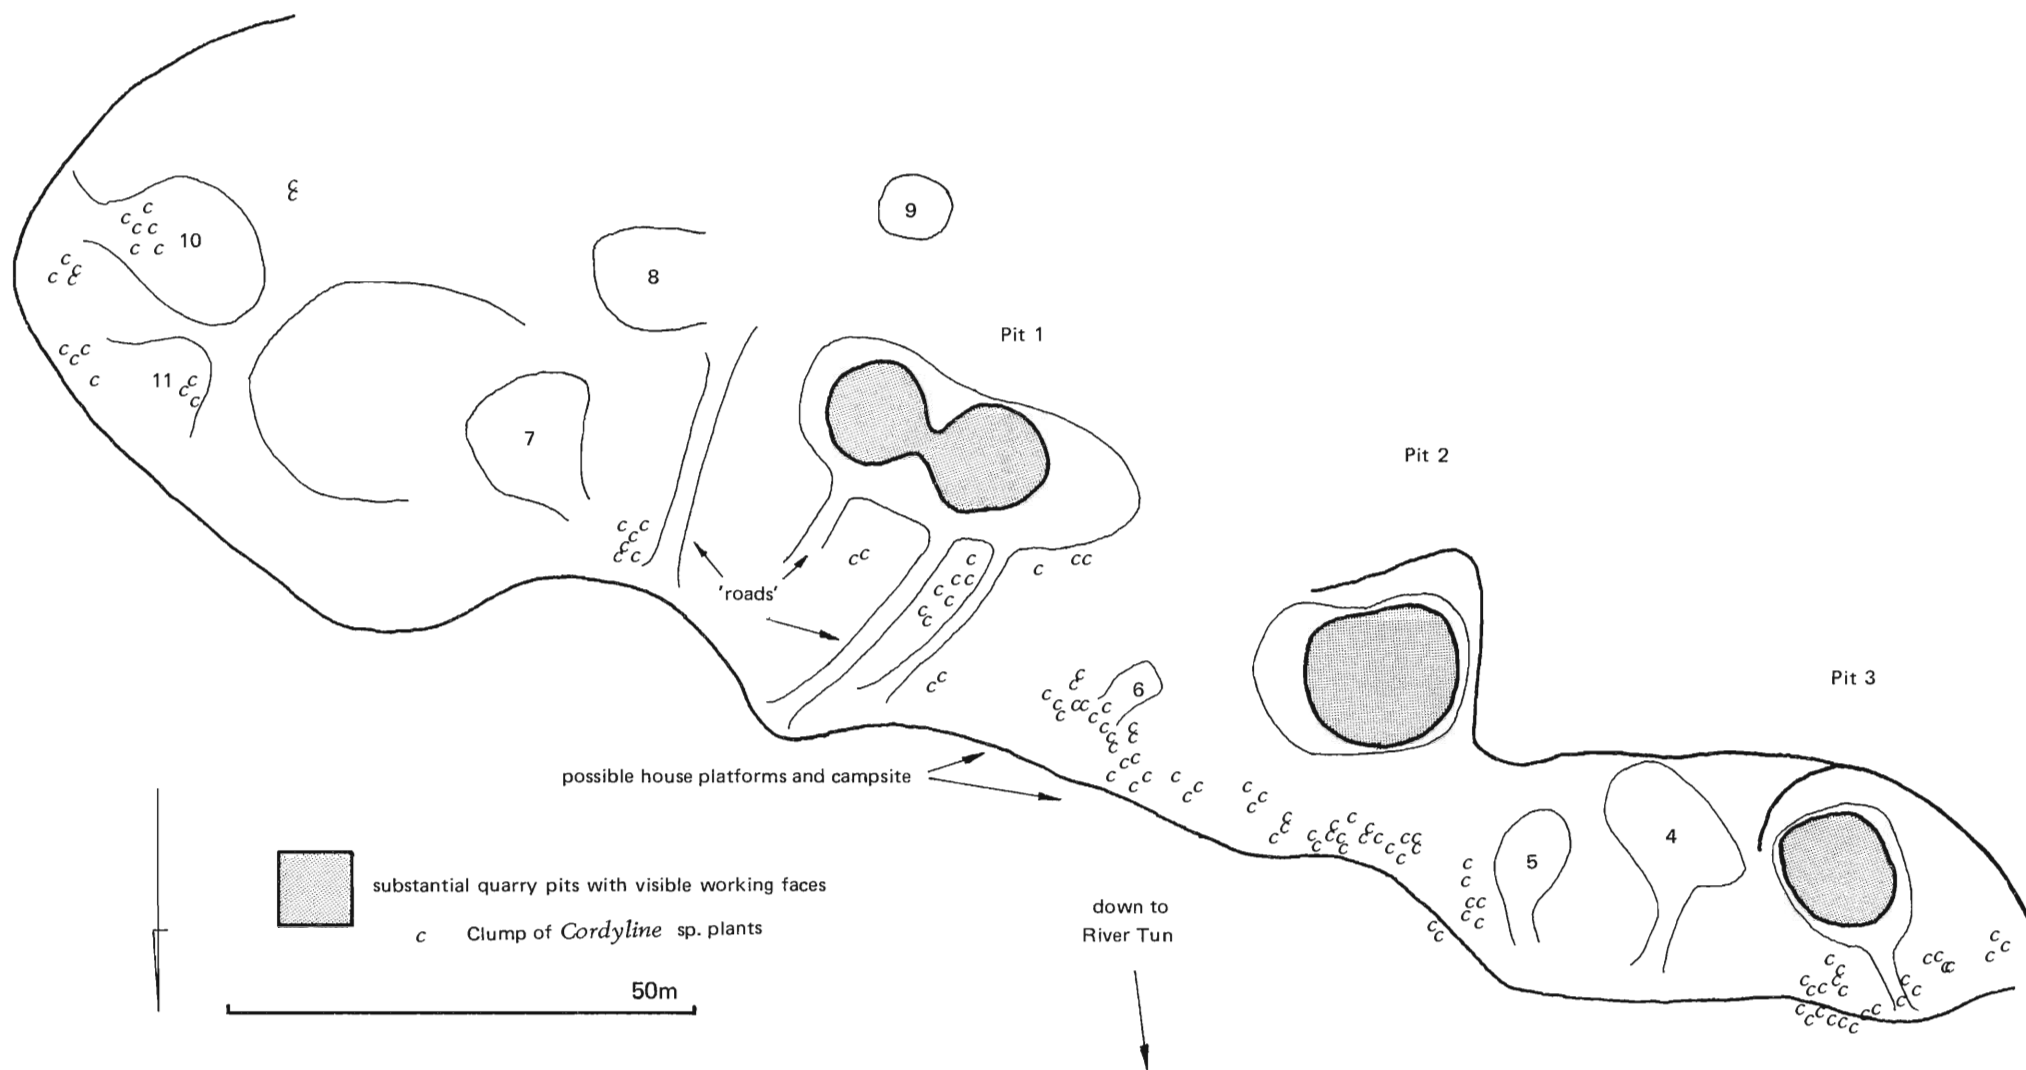 9
10
8
Pit 1
11
7
Pit 2
'roads'
6
Pit 3
possible house platforms and campsite
4
5
substantial quarry pits with visible working faces
c Clump of Cordyline sp. plants
down to
River Tun
50m